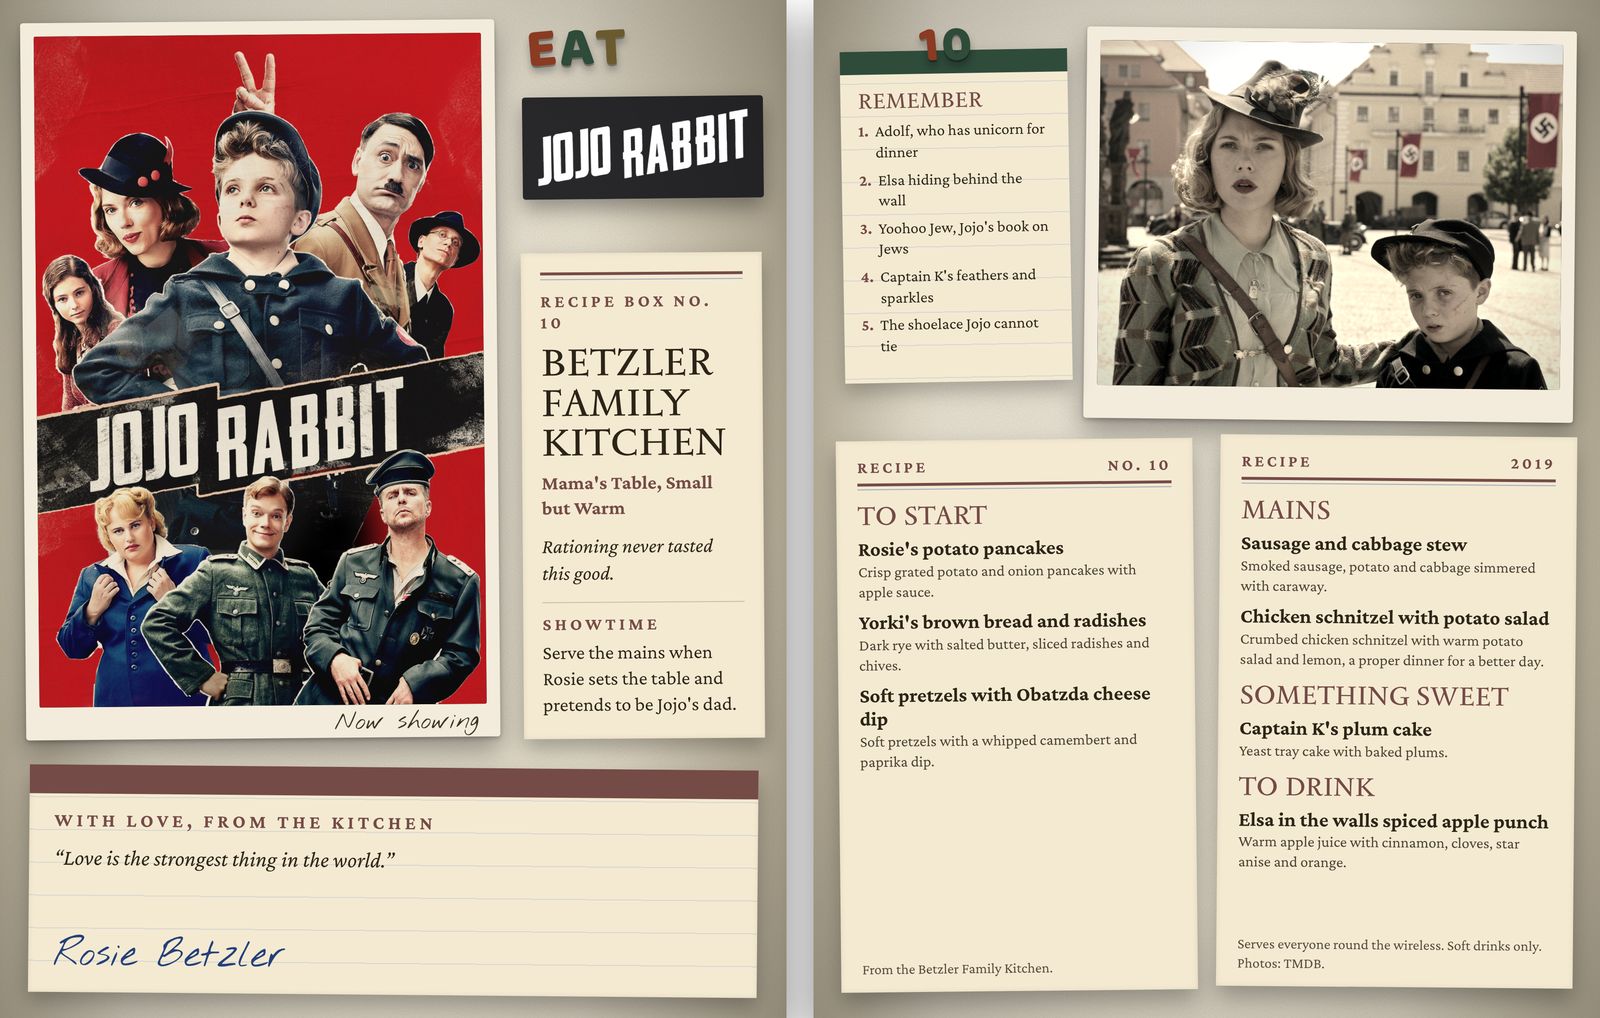 EAT
JOJO RABBIT
JOJO RABBIT
Now showing
RECIPE BOX NO.
10
BETZLER
FAMILY
KITCHEN
Mama's Table, Small
but Warm
Rationing never tasted
this good.
SHOWTIME
Serve the mains when
Rosie sets the table and
pretends to be Jojo's dad.
WITH LOVE, FROM THE KITCHEN
“Love is the strongest thing in the world.”
Rosie Betzler
10
REMEMBER
1. Adolf, who has unicorn for
dinner
2. Elsa hiding behind the
wall
3. Yoohoo Jew, Jojo's book on
Jews
4. Captain K's feathers and
sparkles
5. The shoelace Jojo cannot
tie
RECIPE NO. 10
TO START
Rosie's potato pancakes
Crisp grated potato and onion pancakes with
apple sauce.
Yorki's brown bread and radishes
Dark rye with salted butter, sliced radishes and
chives.
Soft pretzels with Obatzda cheese
dip
Soft pretzels with a whipped camembert and
paprika dip.
From the Betzler Family Kitchen.
RECIPE 2019
MAINS
Sausage and cabbage stew
Smoked sausage, potato and cabbage simmered
with caraway.
Chicken schnitzel with potato salad
Crumbed chicken schnitzel with warm potato
salad and lemon, a proper dinner for a better day.
SOMETHING SWEET
Captain K's plum cake
Yeast tray cake with baked plums.
TO DRINK
Elsa in the walls spiced apple punch
Warm apple juice with cinnamon, cloves, star
anise and orange.
Serves everyone round the wireless. Soft drinks only.
Photos: TMDB.